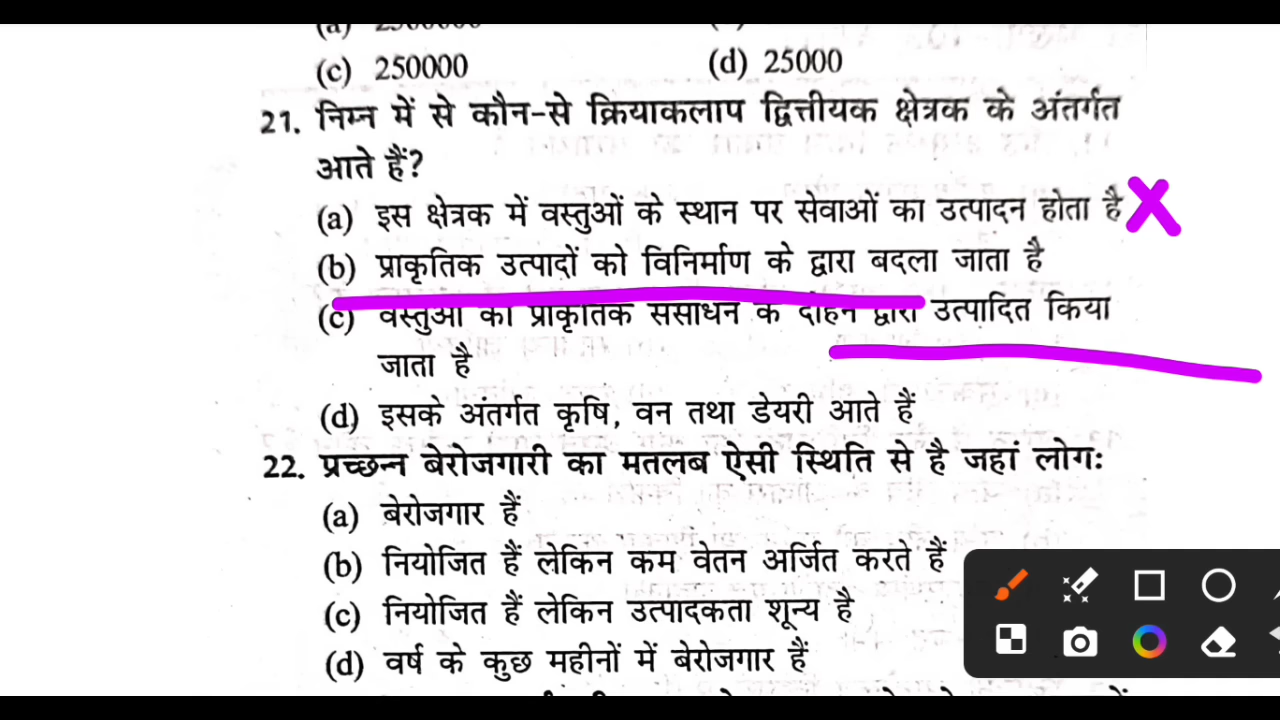 (c) 250000 (d) 25000
21. निम्न में से कौन-से क्रियाकलाप द्वितीयक क्षेत्रक के अंतर्गत
आते हैं?
(a) इस क्षेत्रक में वस्तुओं के स्थान पर सेवाओं का उत्पादन होता है
(b) प्राकृतिक उत्पादों को विनिर्माण के द्वारा बदला जाता है
(c) वस्तुओं को प्राकृतिक संसाधन के दोहन द्वारा उत्पादित किया
जाता है
(d) इसके अंतर्गत कृषि, वन तथा डेयरी आते हैं
22. प्रच्छन्न बेरोजगारी का मतलब ऐसी स्थिति से है जहां लोग:
(a) बेरोजगार हैं
(b) नियोजित हैं लेकिन कम वेतन अर्जित करते हैं
(c) नियोजित हैं लेकिन उत्पादकता शून्य है
(d) वर्ष के कुछ महीनों में बेरोजगार हैं